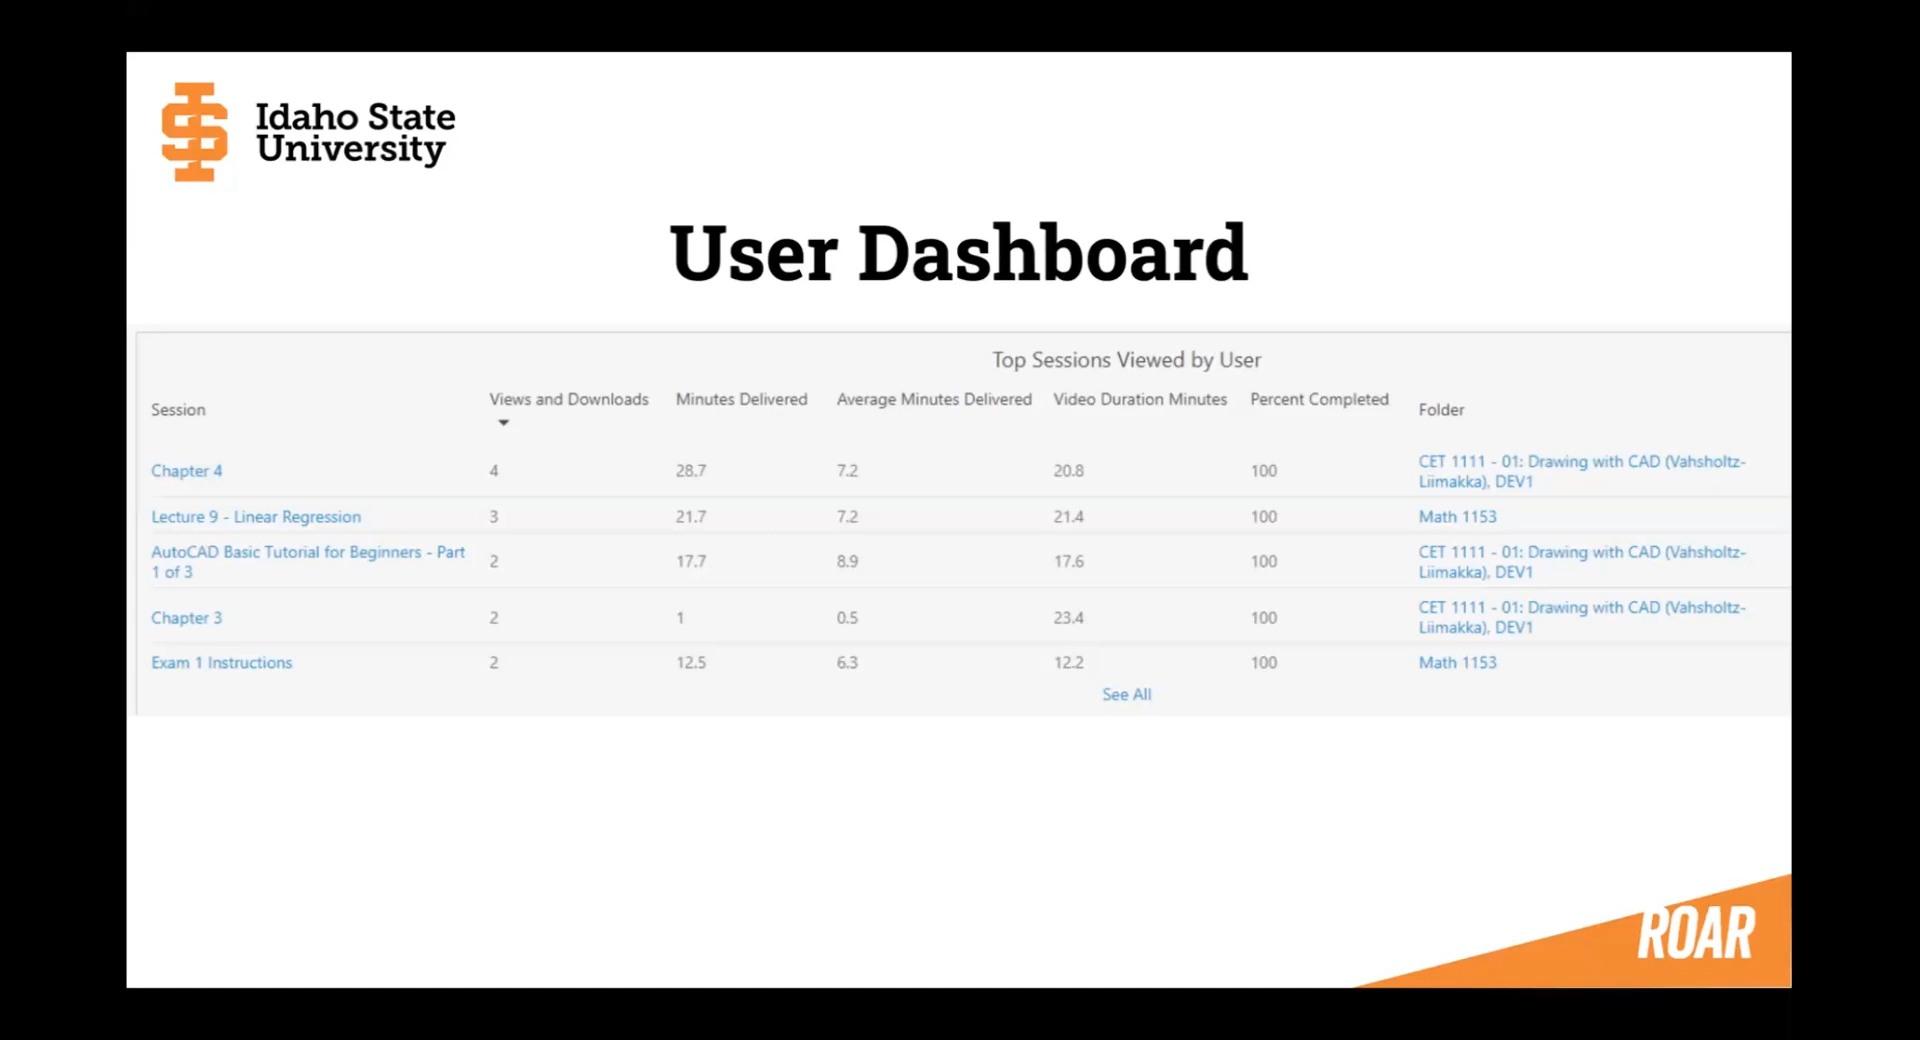 Idaho State
University
User Dashboard
Top Sessions Viewed by User
Session Views and Downloads Minutes Delivered Average Minutes Delivered Video Duration Minutes Percent Completed Folder
Chapter 4 4 28.7 7.2 20.8 100 CET 1111 - 01: Drawing with CAD (Vahsholtz-
Liimakka), DEV1
Lecture 9 - Linear Regression 3 21.7 7.2 21.4 100 Math 1153
AutoCAD Basic Tutorial for Beginners - Part 2 17.7 8.9 17.6 100 CET 1111 - 01: Drawing with CAD (Vahsholtz-
1 of 3 Liimakka), DEV1
Chapter 3 2 1 0.5 23.4 100 CET 1111 - 01: Drawing with CAD (Vahsholtz-
Liimakka), DEV1
Exam 1 Instructions 2 12.5 6.3 12.2 100 Math 1153
See All
ROAR